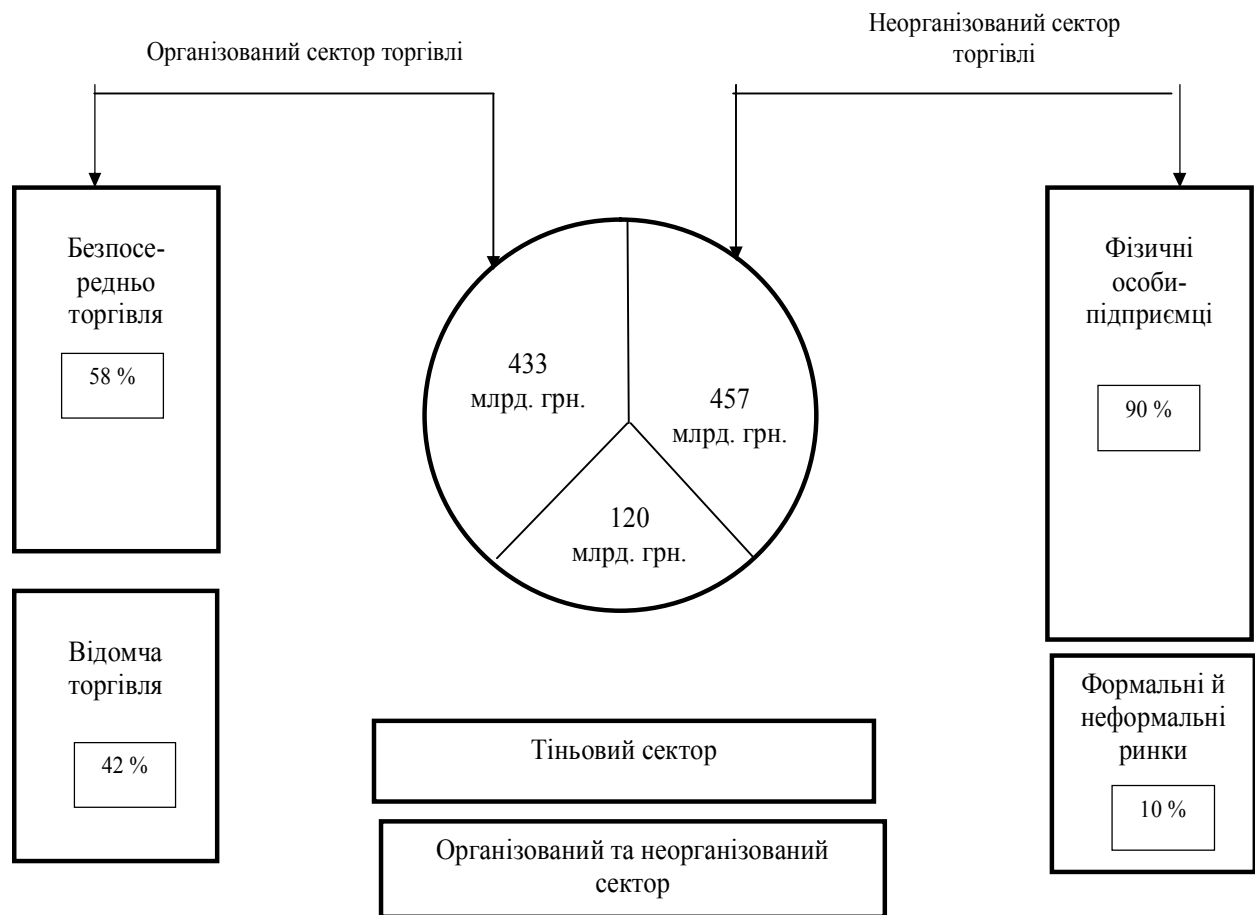 Організований сектор торгівлі
Неорганізований сектор
торгівлі
Безпосе-
редньо
торгівля
58 %
Відомча
торгівля
42 %
433
млрд. грн.
457
млрд. грн.
120
млрд. грн.
Фізичні
особи-
підприємці
90 %
Формальні й
неформальні
ринки
10 %
Тіньовий сектор
Організований та неорганізований
сектор